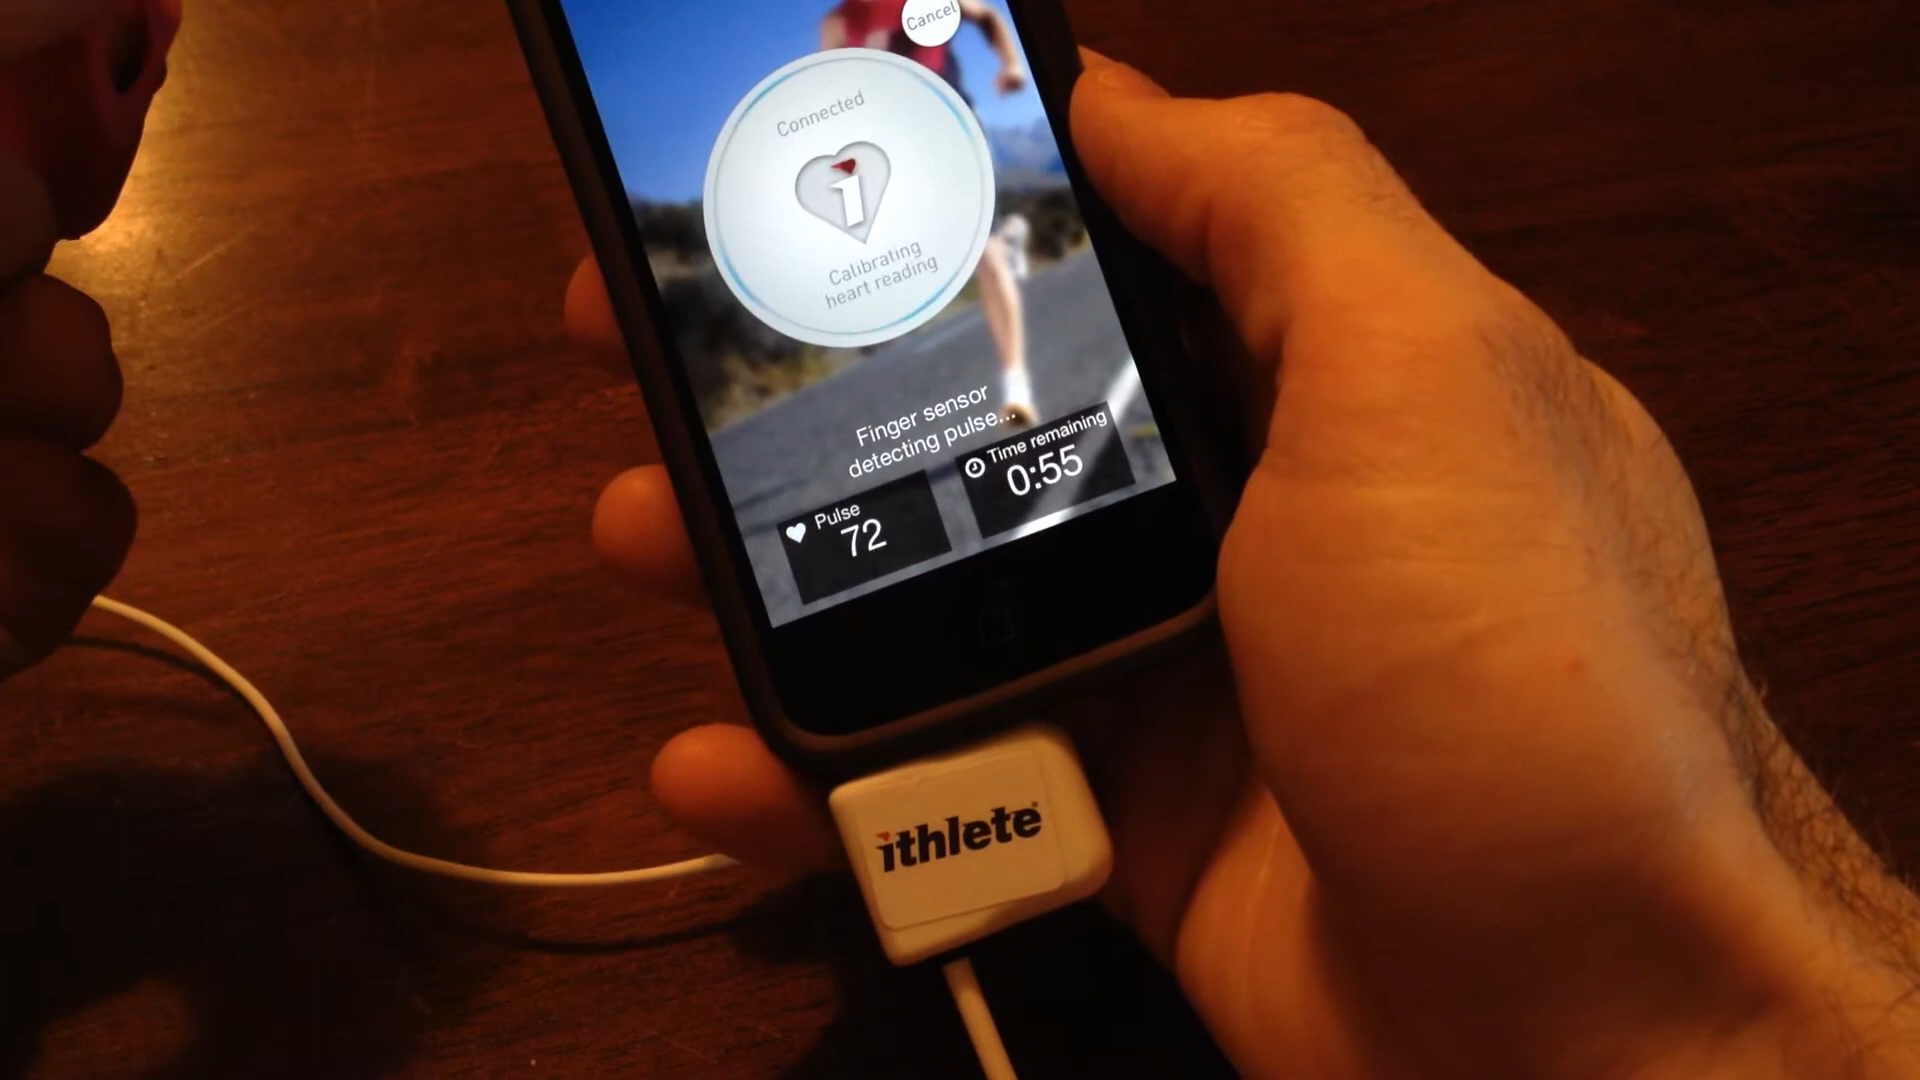 Cancel
Connected
i
Calibrating
heart reading
Finger sensor
detecting pulse...
Time remaining
0:55
Pulse
72
ithlete